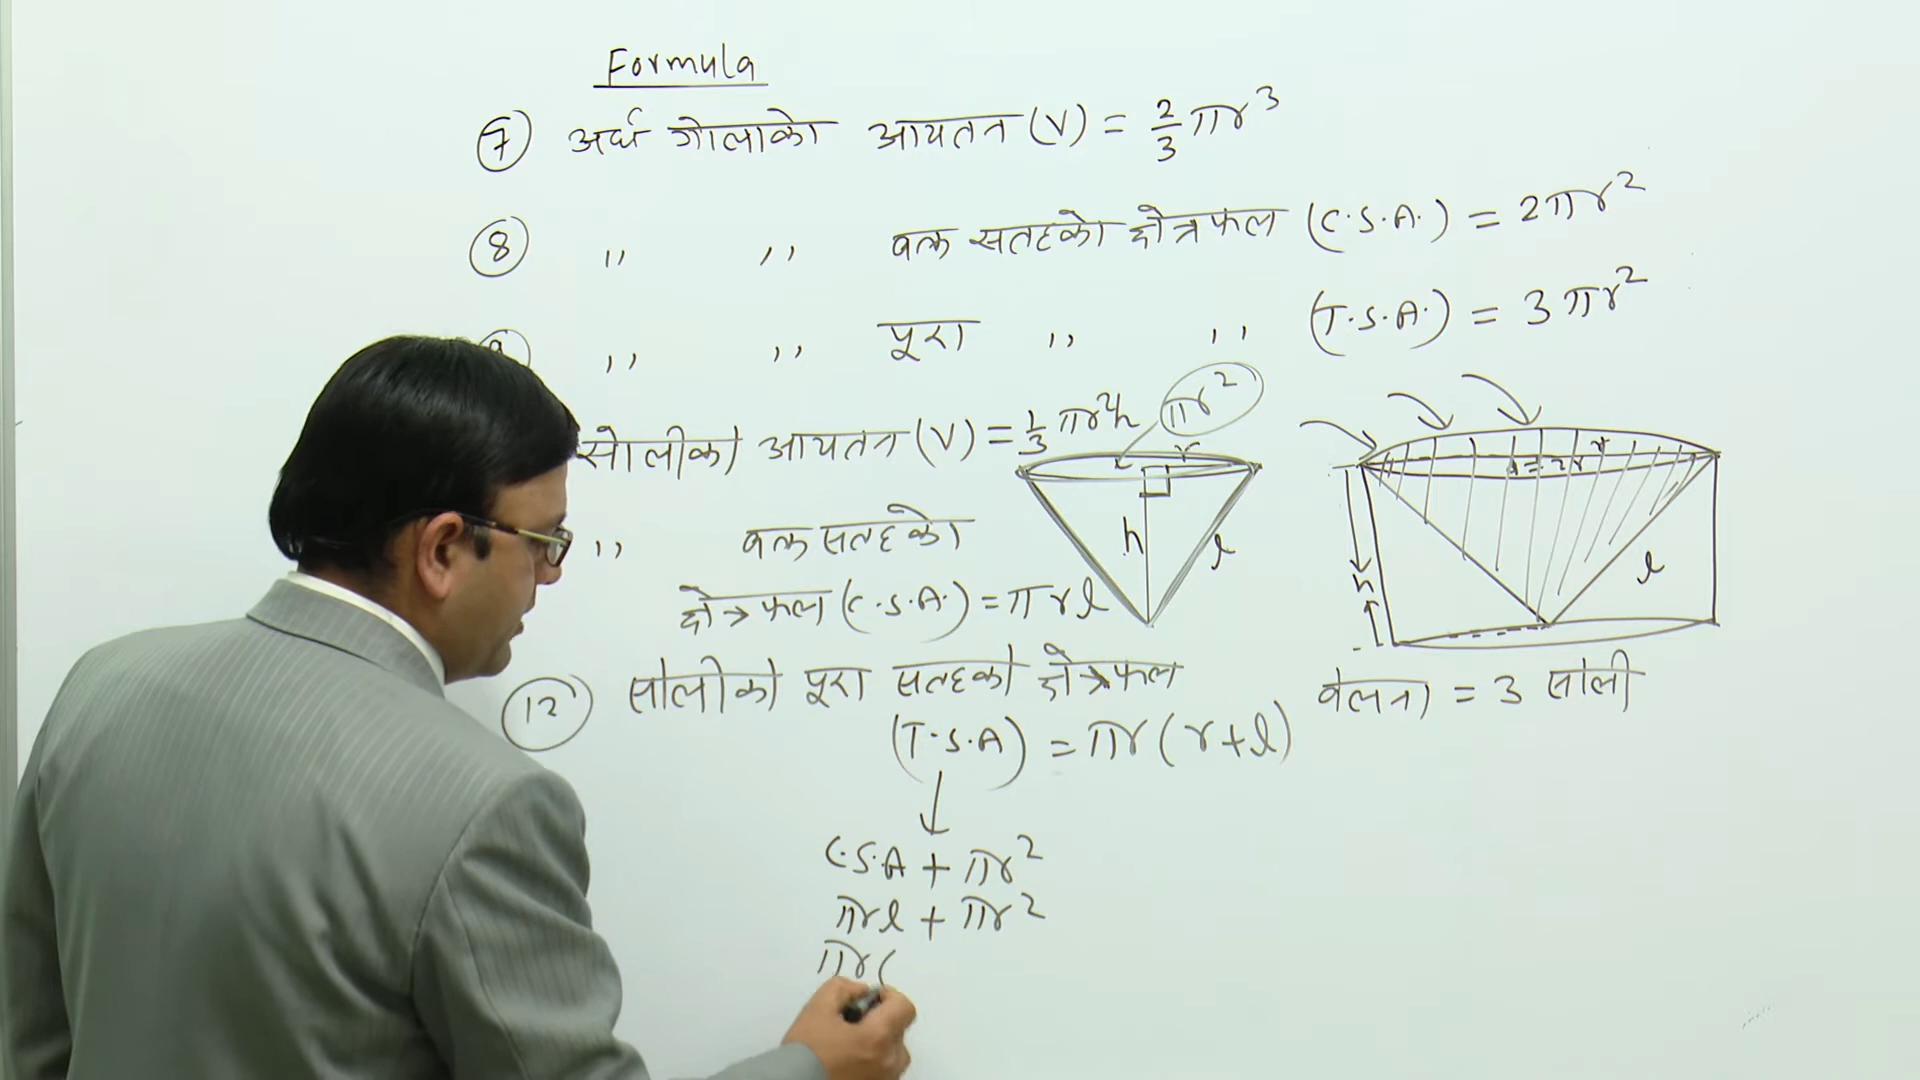 Formula
7 अर्ध गोलाको आयतन (V) = 2/3 πr³
8 ,, ,, वक्र सतहको क्षेत्रफल (C.S.A.) = 2πr²
,, ,, पूरा ,, ,, (T.S.A.) = 3πr²
सोलीको आयतन (V) = 1/3 πr²h
πr²
r
h
l
,, वक्र सतहको
क्षेत्रफल (C.S.A.) = πrl
r
h
l
वेलना = 3 सोली
12 सोलीको पूरा सतहको क्षेत्रफल
(T.S.A) = πr(r+l)
C.S.A + πr²
πrl + πr²
πr(